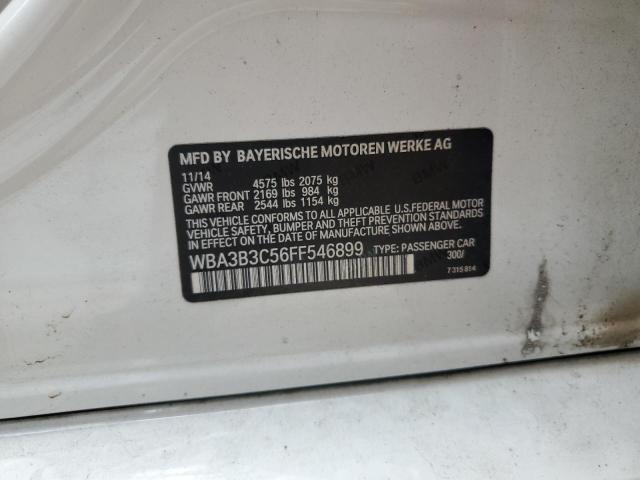 MFD BY BAYERISCHE MOTOREN WERKE AG
11/14
GVWR 4575 lbs 2075 kg
GAWR FRONT 2169 lbs 984 kg
GAWR REAR 2544 lbs 1154 kg
THIS VEHICLE CONFORMS TO ALL APPLICABLE U.S.FEDERAL MOTOR
VEHICLE SAFETY, BUMPER, AND THEFT PREVENTION STANDARDS
IN EFFECT ON THE DATE OF MANUFACTURE SHOWN ABOVE.
WBA3B3C56FF546899 TYPE: PASSENGER CAR
300/
7 315 814